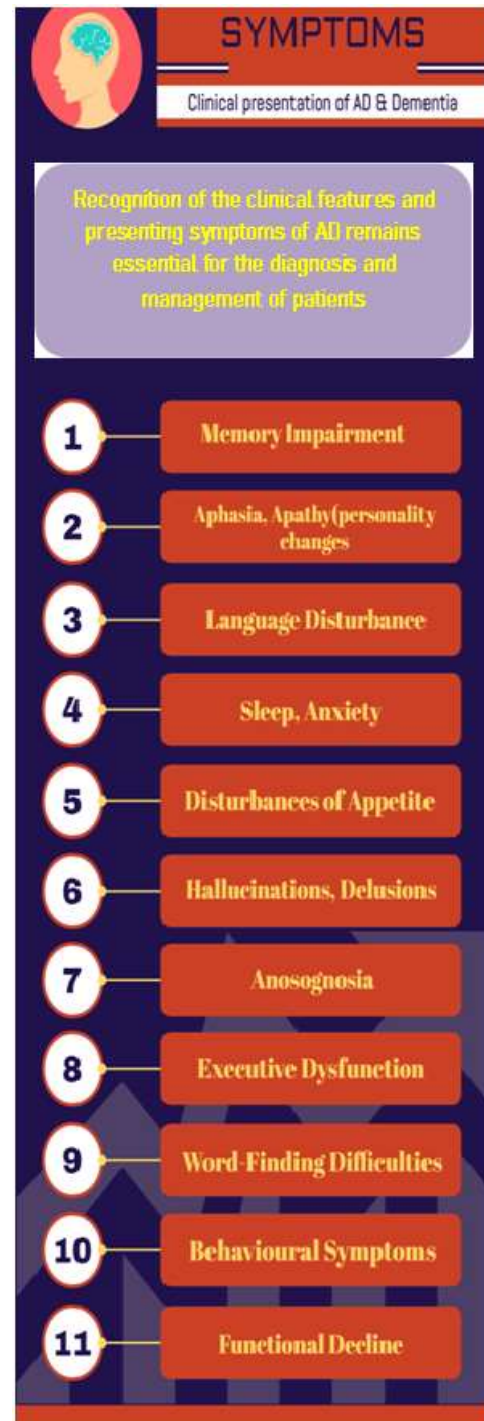 SYMPTOMS
Clinical presentation of AD & Dementia
Recognition of the clinical features and
presenting symptoms of AD remains
essential for the diagnosis and
management of patients
1
Memory Impairment
2
Aphasia, Apathy(personality
changes
3
Language Disturbance
4
Sleep, Anxiety
5
Disturbances of Appetite
6
Hallucinations, Delusions
7
Anosognosia
8
Executive Dysfunction
9
Word-Finding Difficulties
10
Behavioural Symptoms
11
Functional Decline